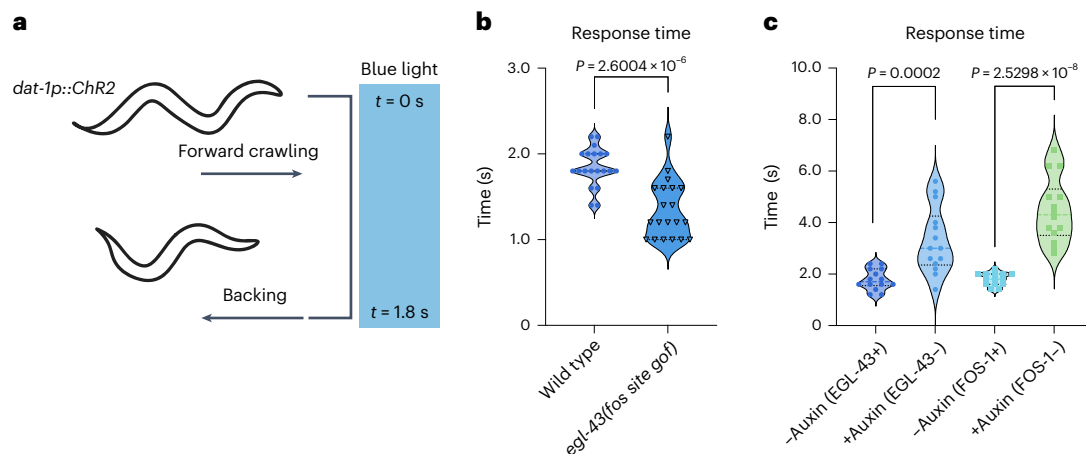 a
dat-1p::ChR2
Blue light
t = 0 s
Forward crawling
Backing
t = 1.8 s
b
Response time
P = 2.6004 × 10⁻⁶
3.0
2.0
1.0
0
Time (s)
Wild type
egl-43(fos site gof)
c
Response time
P = 0.0002
P = 2.5298 × 10⁻⁸
10.0
8.0
6.0
4.0
2.0
0
Time (s)
−Auxin (EGL-43+)
+Auxin (EGL-43−)
−Auxin (FOS-1+)
+Auxin (FOS-1−)